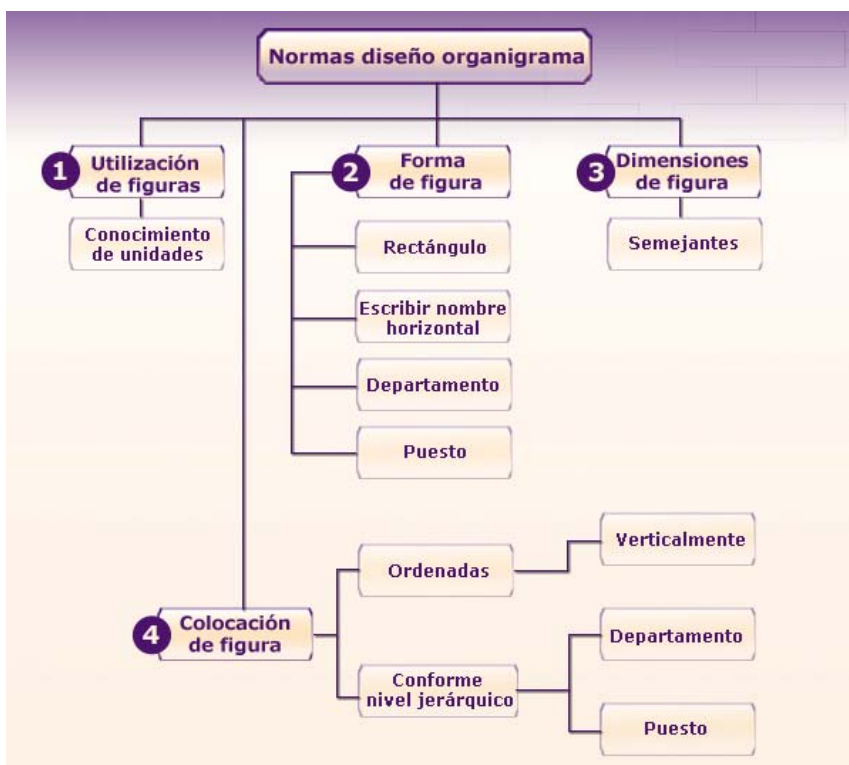 Normas diseño organigrama
1
Utilización
de figuras
Conocimiento
de unidades
2
Forma
de figura
Rectángulo
Escribir nombre
horizontal
Departamento
Puesto
3
Dimensiones
de figura
Semejantes
4
Colocación
de figura
Ordenadas
Verticalmente
Conforme
nivel jerárquico
Departamento
Puesto